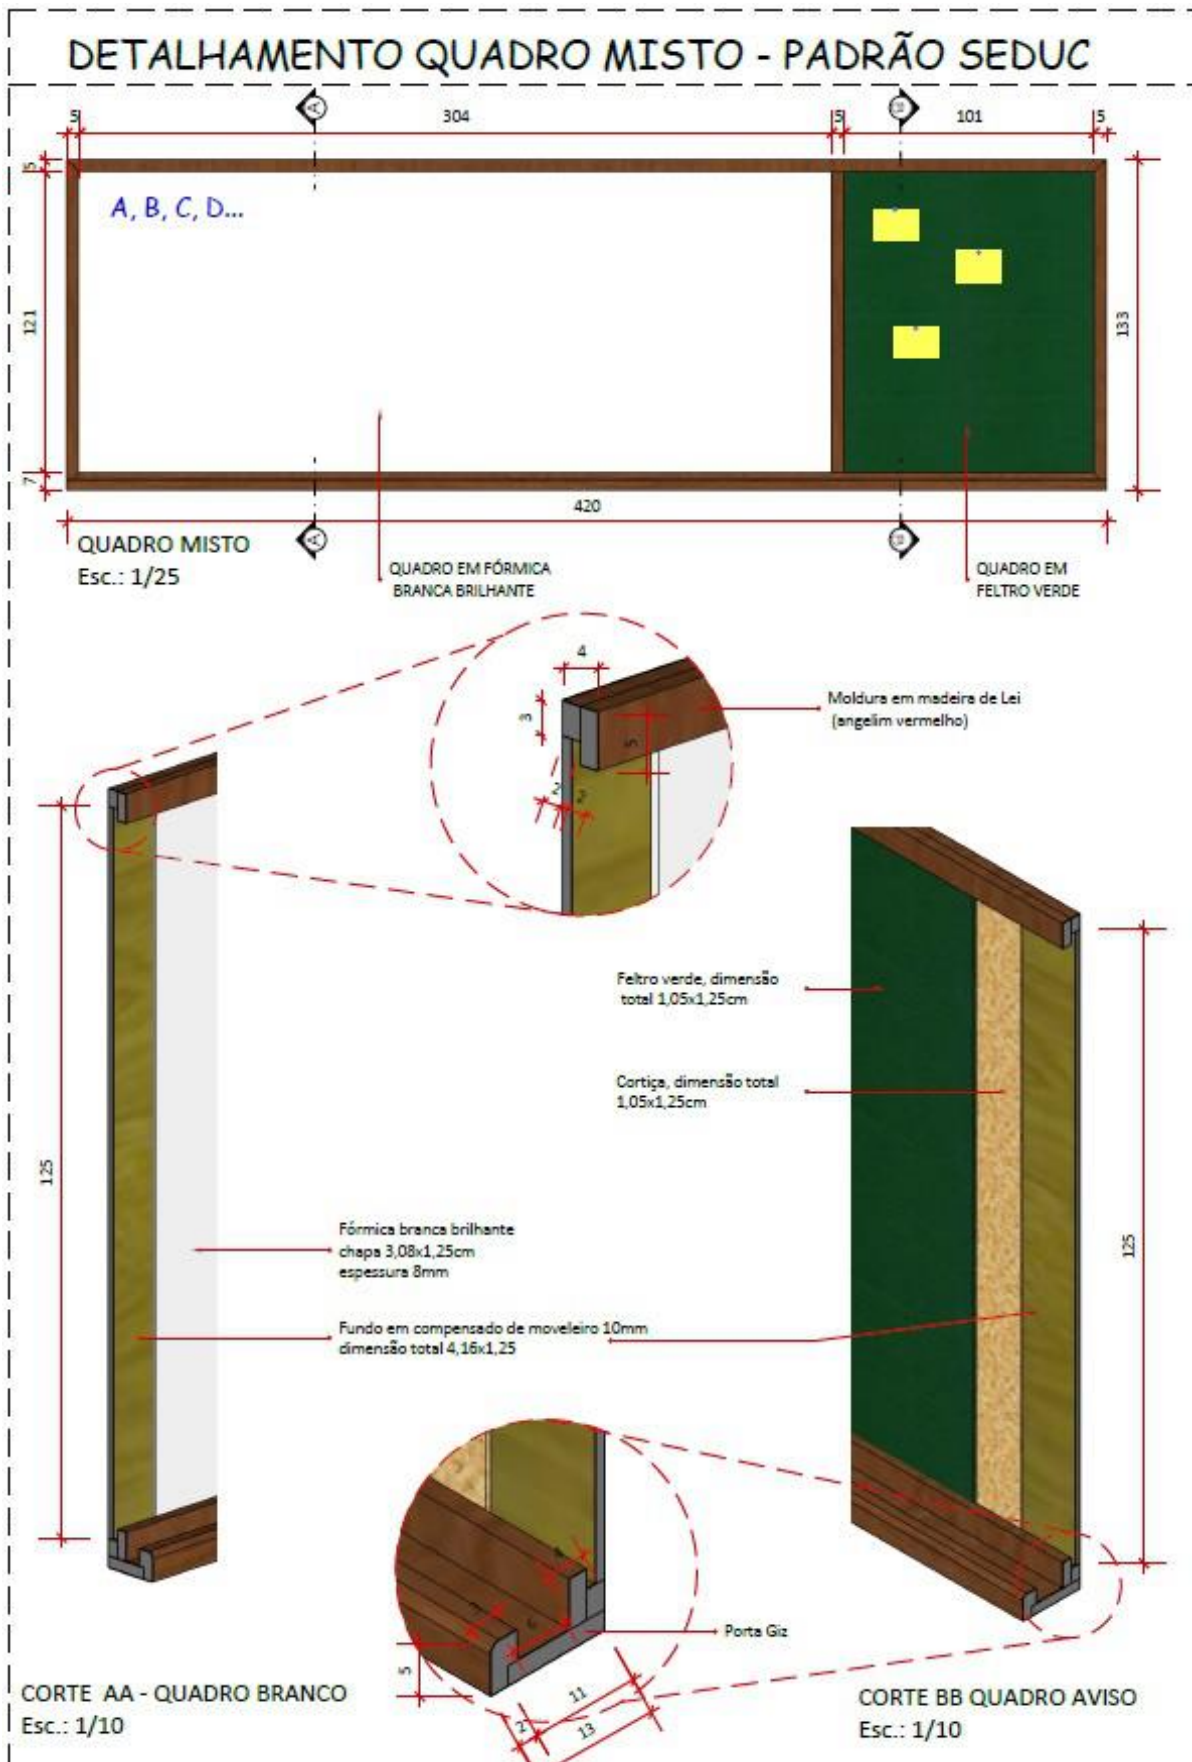 DETALHAMENTO QUADRO MISTO - PADRÃO SEDUC
A
5
304
5
101
5
5
A, B, C, D...
121
133
7
420
QUADRO MISTO
Esc.: 1/25
A
QUADRO EM FÓRMICA
BRANCA BRILHANTE
QUADRO EM
FELTRO VERDE
4
3
5
2
2
Moldura em madeira de Lei
(angelim vermelho)
Feltro verde, dimensão
total 1,05x1,25cm
Cortiça, dimensão total
1,05x1,25cm
125
125
Fórmica branca brilhante
chapa 3,08x1,25cm
espessura 8mm
Fundo em compensado de moveleiro 10mm
dimensão total 4,16x1,25
Porta Giz
5
11
2
13
CORTE AA - QUADRO BRANCO
Esc.: 1/10
CORTE BB QUADRO AVISO
Esc.: 1/10